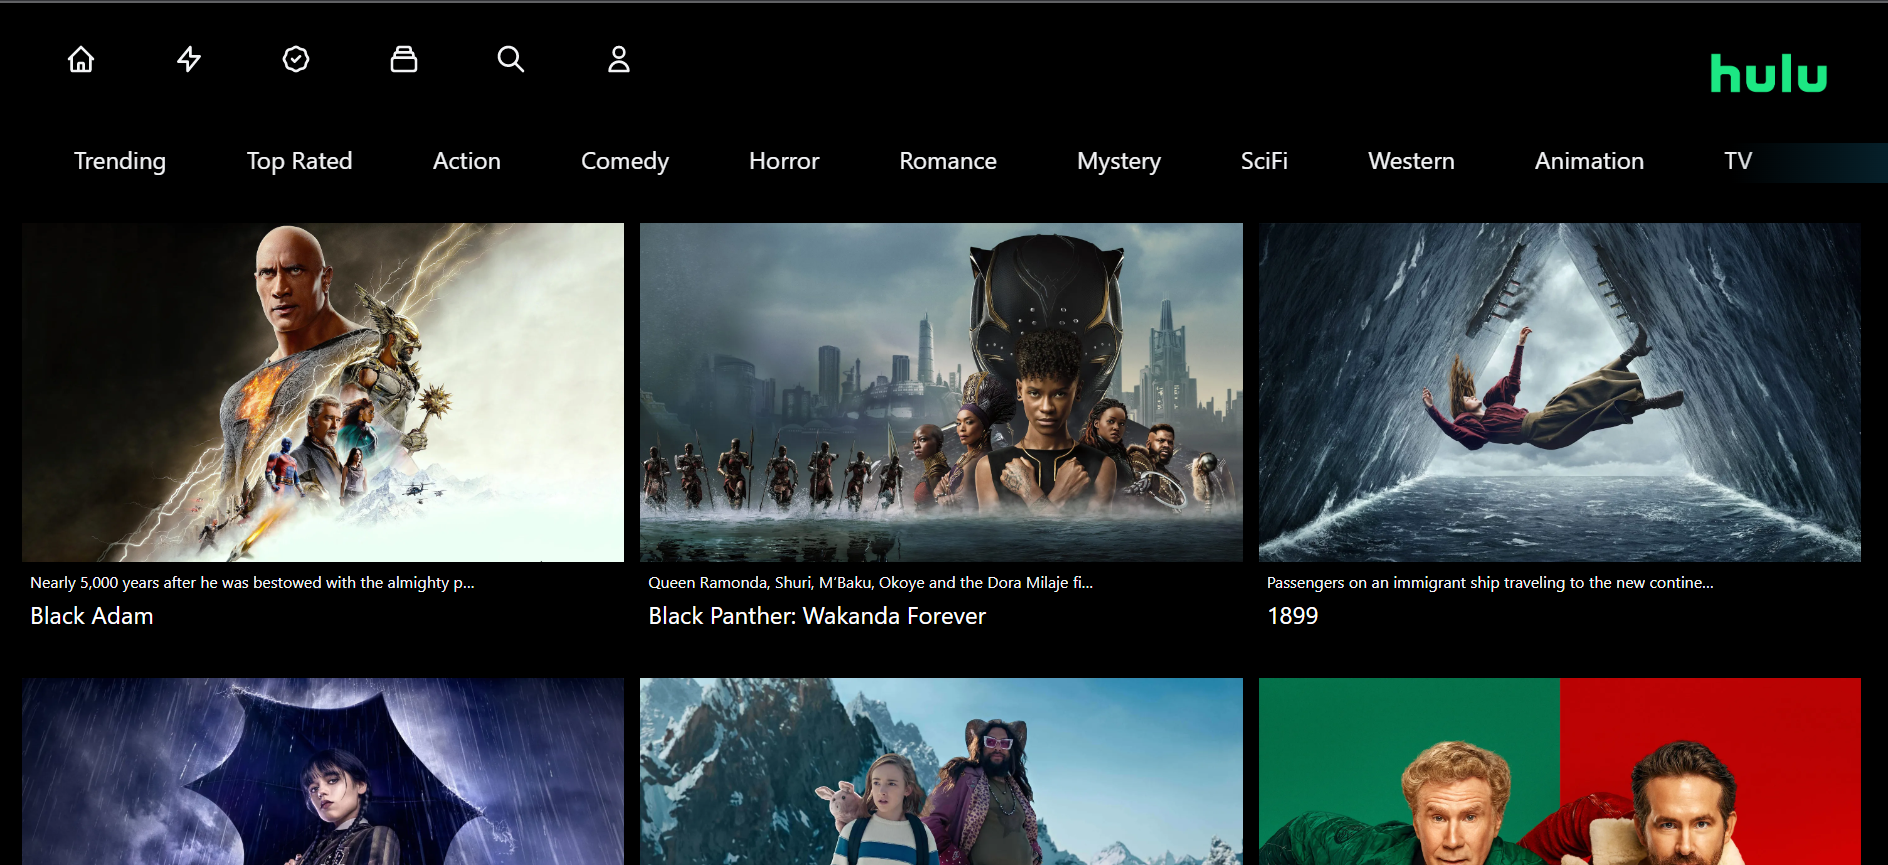 hulu
Trending Top Rated Action Comedy Horror Romance Mystery SciFi Western Animation TV
Nearly 5,000 years after he was bestowed with the almighty p...
Black Adam
Queen Ramonda, Shuri, M’Baku, Okoye and the Dora Milaje fi...
Black Panther: Wakanda Forever
Passengers on an immigrant ship traveling to the new contine...
1899